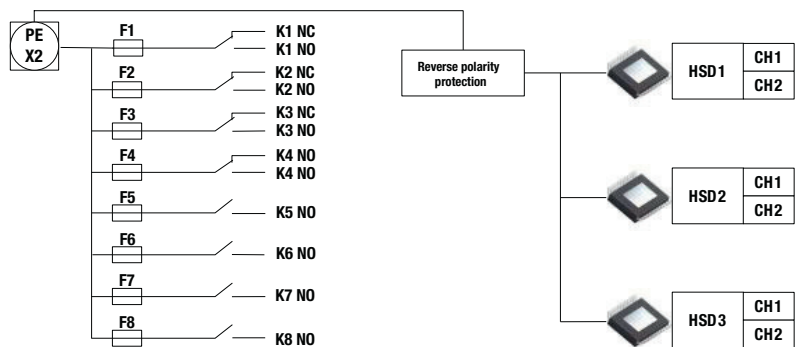 PE
X2
F1
K1 NC
K1 NO
F2
K2 NC
K2 NO
F3
K3 NC
K3 NO
F4
K4 NO
K4 NO
F5
K5 NO
F6
K6 NO
F7
K7 NO
F8
K8 NO
Reverse polarity
protection
HSD1
CH1
CH2
HSD2
CH1
CH2
HSD3
CH1
CH2